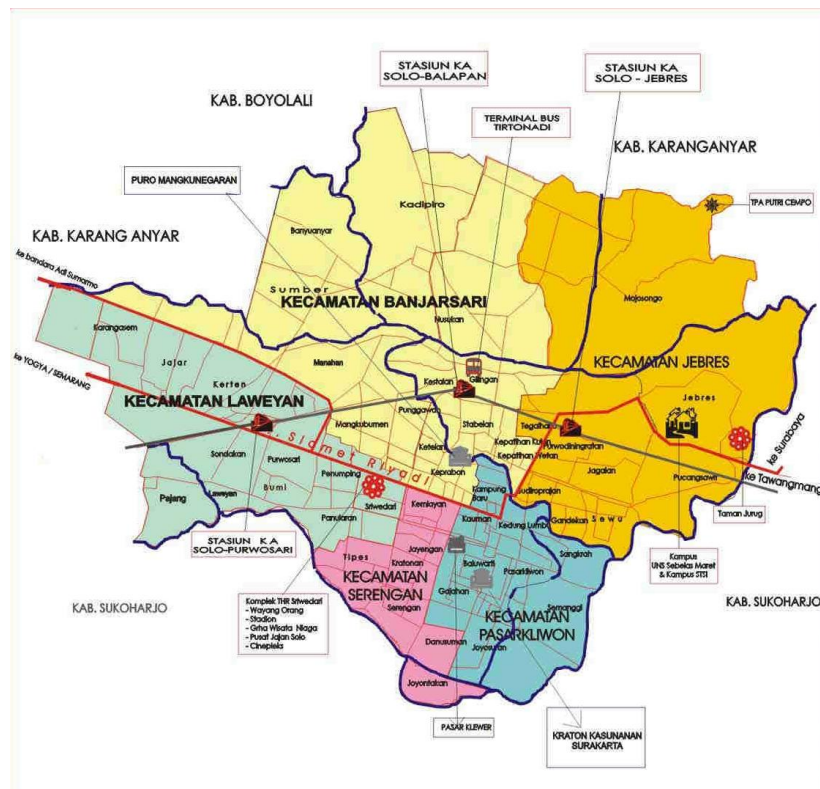 STASIUN KA
SOLO-BALAPAN
STASIUN KA
SOLO - JEBRES
KAB. BOYOLALI
TERMINAL BUS
TIRTONADI
KAB. KARANGANYAR
PURO MANGKUNEGARAN
TPA PUTRI CEMPO
Kadipiro
Banyuanyar
KAB. KARANG ANYAR
ke bandara Adi Sumarmo
Sumber
KECAMATAN BANJARSARI
Mojosongo
Nusukan
Karangasem
Manahan
KECAMATAN JEBRES
Jajar
Kerten
Kestalan
Gilingan
Jebres
ke YOGYA / SEMARANG
KECAMATAN LAWEYAN
Punggawan
Stabelan
Tegalharjo
Mangkubumen
Slamet Riyadi
Ketelan
Kepatihan Kulon
Kepatihan Wetan
Purwodiningratan
ke Surabaya
Sondakan
Purwosari
Keprabon
Jagalan
ke Tawangmang
Penumping
Kampung
Baru
Sudiroprajan
Pucangsawit
Pajang
Laweyan
Bumi
Sriwedari
Kemlayan
Kauman
Kedung Lumbu
Gandekan
Sewu
Taman Jurug
Panularan
STASIUN K A
SOLO-PURWOSARI
Tipes
Jayengan
Kratonan
Baluwarti
Pasarkliwon
Sangkrah
Kampus
UNS Sebelas Maret
& Kampus STSI
KECAMATAN
SERENGAN
Gajahan
KAB. SUKOHARJO
Komplek THR Sriwedari
- Wayang Orang
- Stadion
- Grha Wisata Niaga
- Pusat Jajan Solo
- Cinepleks
Serengan
KECAMATAN
PASARKLIWON
Semanggi
KAB. SUKOHARJO
Danusuman
Joyosuran
Joyontakan
PASAR KLEWER
KRATON KASUNANAN
SURAKARTA